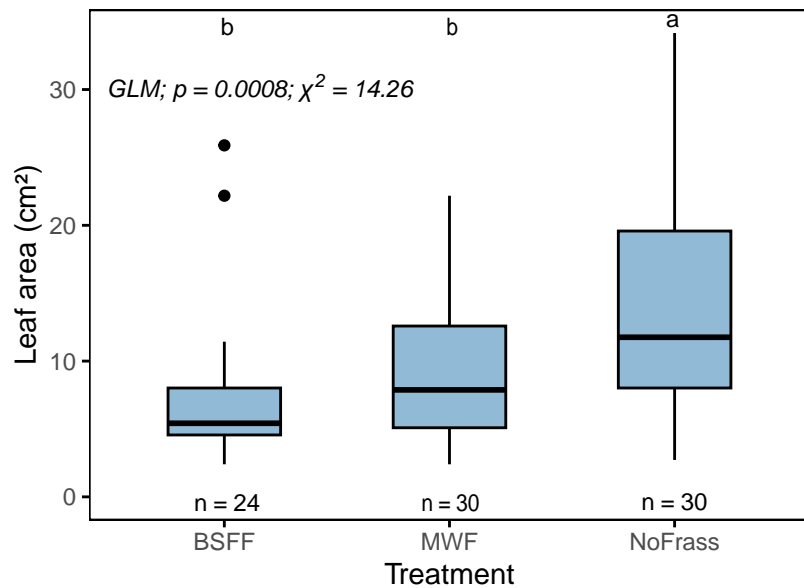 b b a
GLM; p = 0.0008; χ² = 14.26
30
20
10
0
Leaf area (cm²)
n = 24 n = 30 n = 30
BSFF MWF NoFrass
Treatment